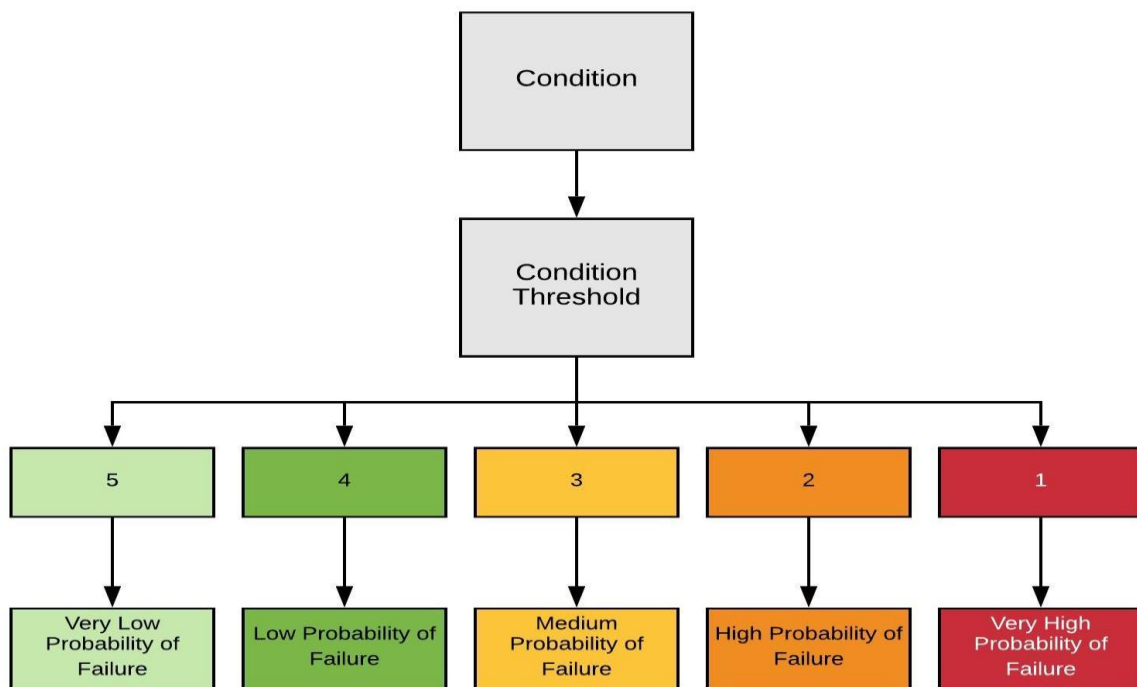 Condition
Condition
Threshold
5
4
3
2
1
Very Low
Probability of
Failure
Low Probability of
Failure
Medium
Probability of
Failure
High Probability of
Failure
Very High
Probability of
Failure